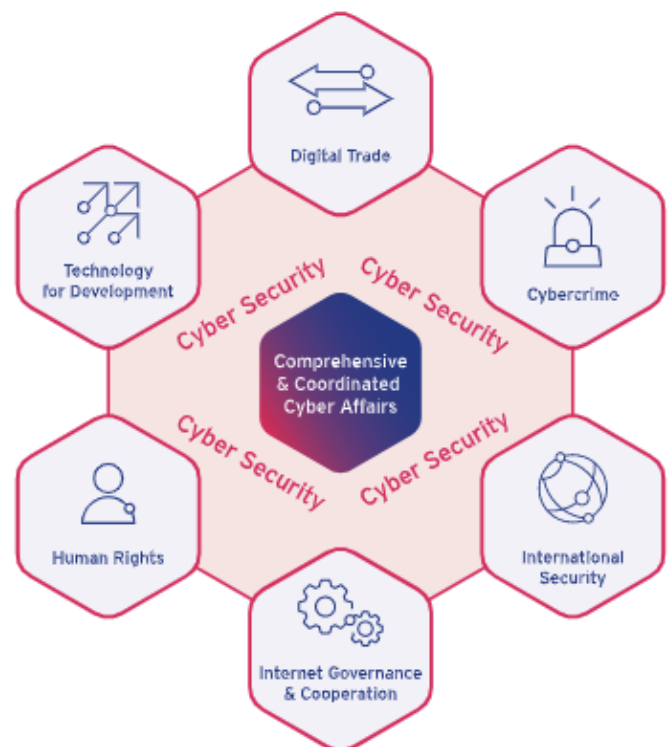 Digital Trade
Technology
for Development
Cybercrime
Cyber Security
Cyber Security
Comprehensive
& Coordinated
Cyber Affairs
Cyber Security
Cyber Security
Human Rights
International
Security
Internet Governance
& Cooperation